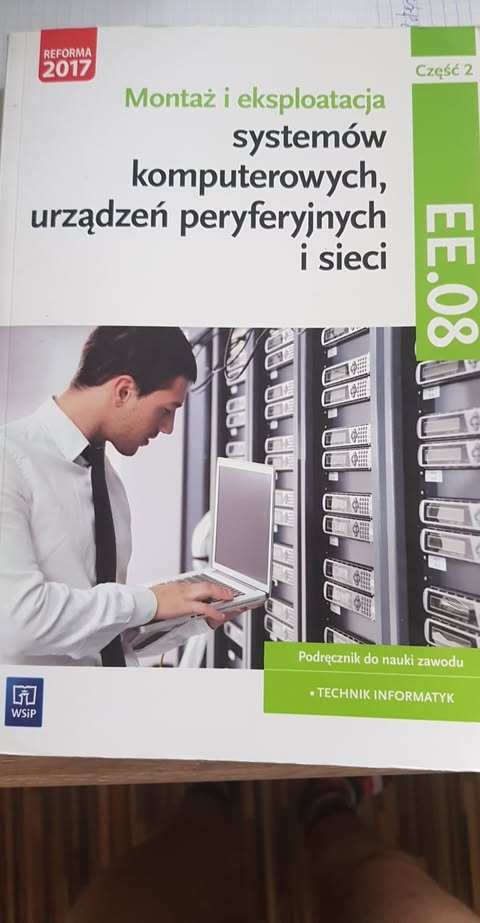 REFORMA
2017
Część 2
Montaż i eksploatacja
systemów
komputerowych,
urządzeń peryferyjnych
i sieci
EE.08
Podręcznik do nauki zawodu
• TECHNIK INFORMATYK
WSiP